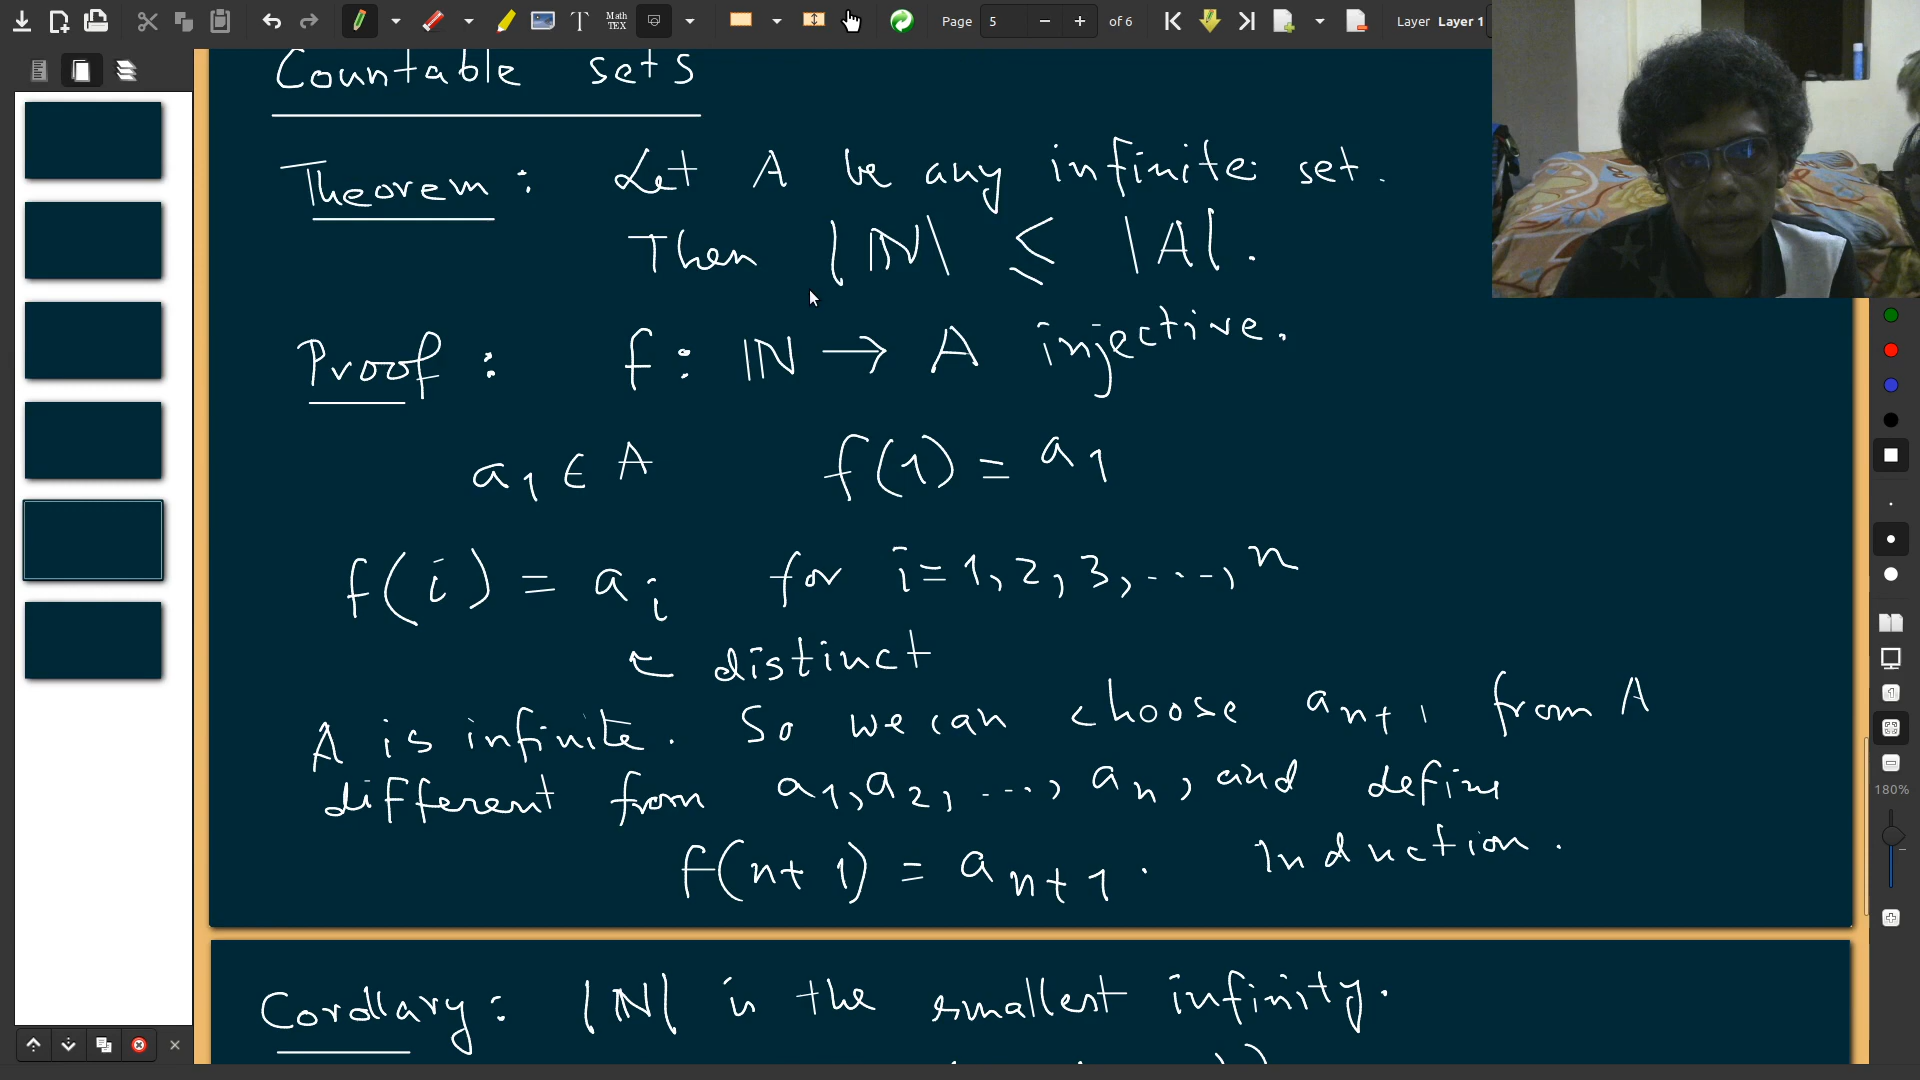 Page 5 of 6 Layer Layer 1
Math
TEX
Countable sets
Theorem : Let A be any infinite set.
Then |ℕ| ≤ |A|.
Proof : f : ℕ → A injective.
a₁ ∈ A f(1) = a₁
f(i) = aᵢ for i=1,2,3,...,n
↖ distinct
A is infinite. So we can choose aₙ₊₁ from A
different from a₁,a₂,...,aₙ, and define
f(n+1) = aₙ₊₁. Induction.
180%
Corollary: |ℕ| is the smallest infinity.